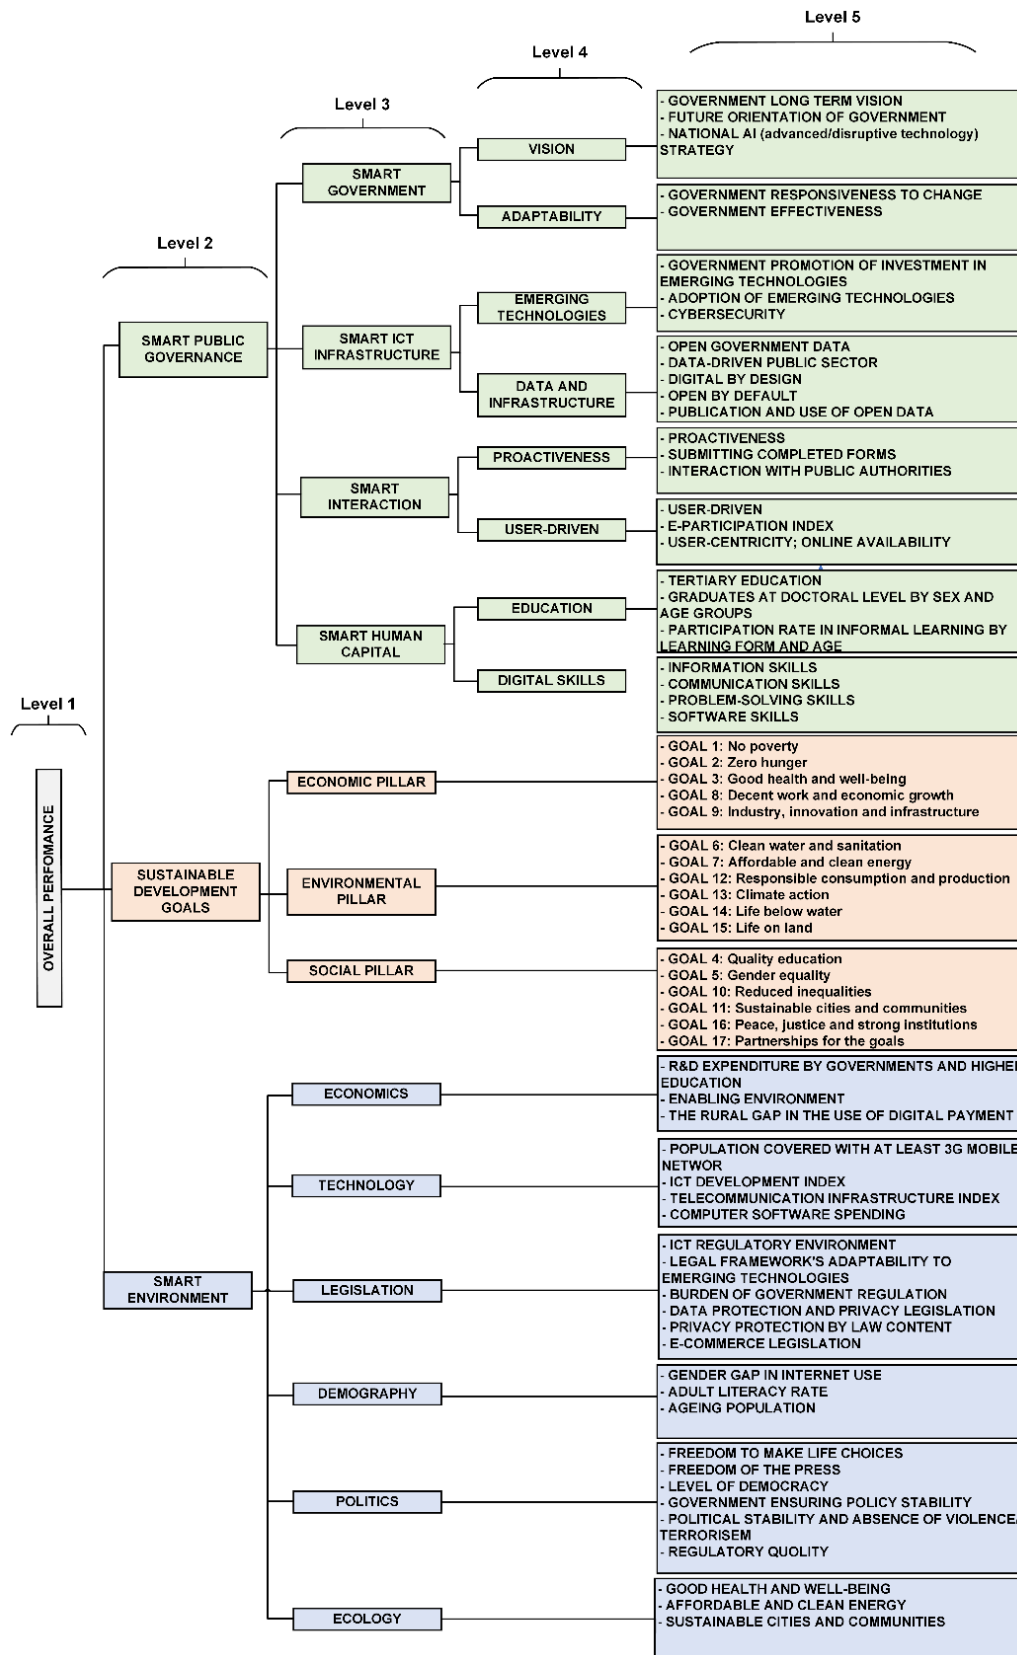 Level 5
Level 4
Level 3
Level 2
Level 1
OVERALL PERFOMANCE
SMART PUBLIC
GOVERNANCE
SMART
GOVERNMENT
VISION
- GOVERNMENT LONG TERM VISION
- FUTURE ORIENTATION OF GOVERNMENT
- NATIONAL AI (advanced/disruptive technology)
STRATEGY
ADAPTABILITY
- GOVERNMENT RESPONSIVENESS TO CHANGE
- GOVERNMENT EFFECTIVENESS
SMART ICT
INFRASTRUCTURE
EMERGING
TECHNOLOGIES
- GOVERNMENT PROMOTION OF INVESTMENT IN
EMERGING TECHNOLOGIES
- ADOPTION OF EMERGING TECHNOLOGIES
- CYBERSECURITY
DATA AND
INFRASTRUCTURE
- OPEN GOVERNMENT DATA
- DATA-DRIVEN PUBLIC SECTOR
- DIGITAL BY DESIGN
- OPEN BY DEFAULT
- PUBLICATION AND USE OF OPEN DATA
SMART
INTERACTION
PROACTIVENESS
- PROACTIVENESS
- SUBMITTING COMPLETED FORMS
- INTERACTION WITH PUBLIC AUTHORITIES
USER-DRIVEN
- USER-DRIVEN
- E-PARTICIPATION INDEX
- USER-CENTRICITY; ONLINE AVAILABILITY
SMART HUMAN
CAPITAL
EDUCATION
- TERTIARY EDUCATION
- GRADUATES AT DOCTORAL LEVEL BY SEX AND
AGE GROUPS
- PARTICIPATION RATE IN INFORMAL LEARNING BY
LEARNING FORM AND AGE
DIGITAL SKILLS
- INFORMATION SKILLS
- COMMUNICATION SKILLS
- PROBLEM-SOLVING SKILLS
- SOFTWARE SKILLS
SUSTAINABLE
DEVELOPMENT
GOALS
ECONOMIC PILLAR
- GOAL 1: No poverty
- GOAL 2: Zero hunger
- GOAL 3: Good health and well-being
- GOAL 8: Decent work and economic growth
- GOAL 9: Industry, innovation and infrastructure
ENVIRONMENTAL
PILLAR
- GOAL 6: Clean water and sanitation
- GOAL 7: Affordable and clean energy
- GOAL 12: Responsible consumption and production
- GOAL 13: Climate action
- GOAL 14: Life below water
- GOAL 15: Life on land
SOCIAL PILLAR
- GOAL 4: Quality education
- GOAL 5: Gender equality
- GOAL 10: Reduced inequalities
- GOAL 11: Sustainable cities and communities
- GOAL 16: Peace, justice and strong institutions
- GOAL 17: Partnerships for the goals
SMART
ENVIRONMENT
ECONOMICS
- R&D EXPENDITURE BY GOVERNMENTS AND HIGHER
EDUCATION
- ENABLING ENVIRONMENT
- THE RURAL GAP IN THE USE OF DIGITAL PAYMENT
TECHNOLOGY
- POPULATION COVERED WITH AT LEAST 3G MOBILE
NETWOR
- ICT DEVELOPMENT INDEX
- TELECOMMUNICATION INFRASTRUCTURE INDEX
- COMPUTER SOFTWARE SPENDING
LEGISLATION
- ICT REGULATORY ENVIRONMENT
- LEGAL FRAMEWORK'S ADAPTABILITY TO
EMERGING TECHNOLOGIES
- BURDEN OF GOVERNMENT REGULATION
- DATA PROTECTION AND PRIVACY LEGISLATION
- PRIVACY PROTECTION BY LAW CONTENT
- E-COMMERCE LEGISLATION
DEMOGRAPHY
- GENDER GAP IN INTERNET USE
- ADULT LITERACY RATE
- AGEING POPULATION
POLITICS
- FREEDOM TO MAKE LIFE CHOICES
- FREEDOM OF THE PRESS
- LEVEL OF DEMOCRACY
- GOVERNMENT ENSURING POLICY STABILITY
- POLITICAL STABILITY AND ABSENCE OF VIOLENCE/
TERRORISEM
- REGULATORY QUOLITY
ECOLOGY
- GOOD HEALTH AND WELL-BEING
- AFFORDABLE AND CLEAN ENERGY
- SUSTAINABLE CITIES AND COMMUNITIES